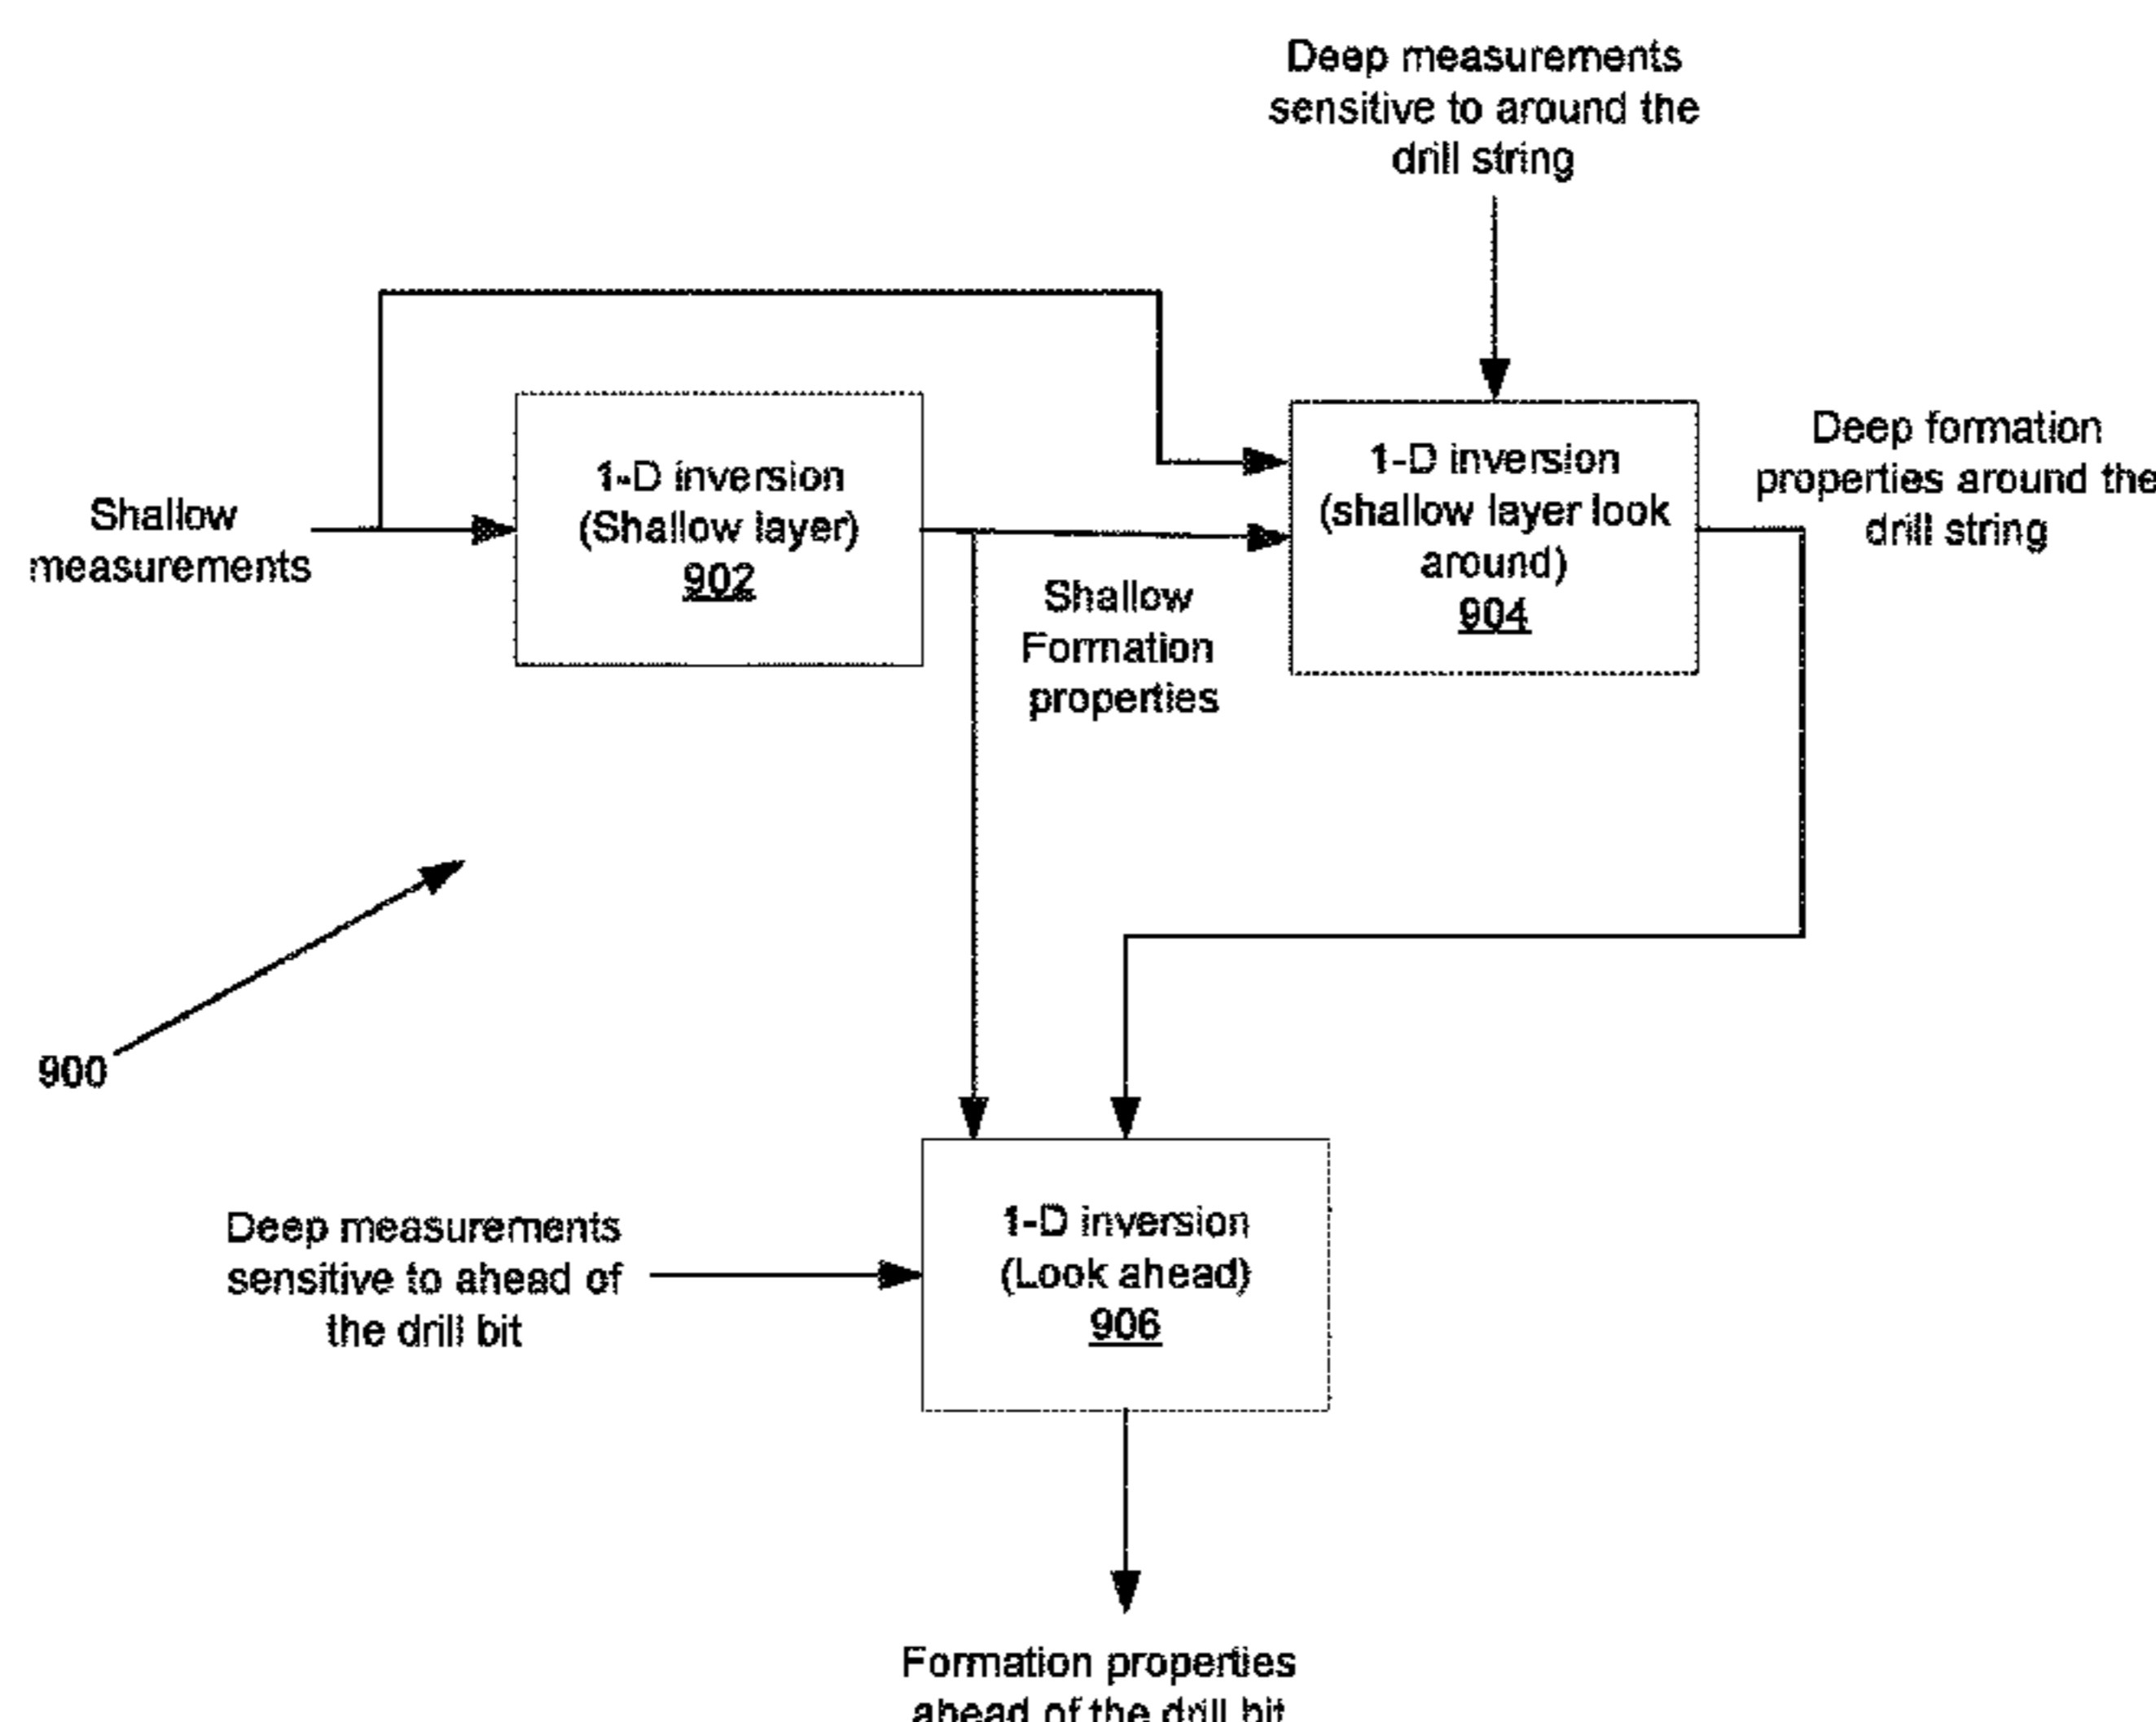 Deep measurements
sensitive to around the
drill string
Shallow
measurements
1-D inversion
(Shallow layer)
902
Shallow
Formation
properties
1-D inversion
(shallow layer look
around)
904
Deep formation
properties around the
drill string
900
Deep measurements
sensitive to ahead of
the drill bit
1-D inversion
(Look ahead)
906
Formation properties
ahead of the drill bit